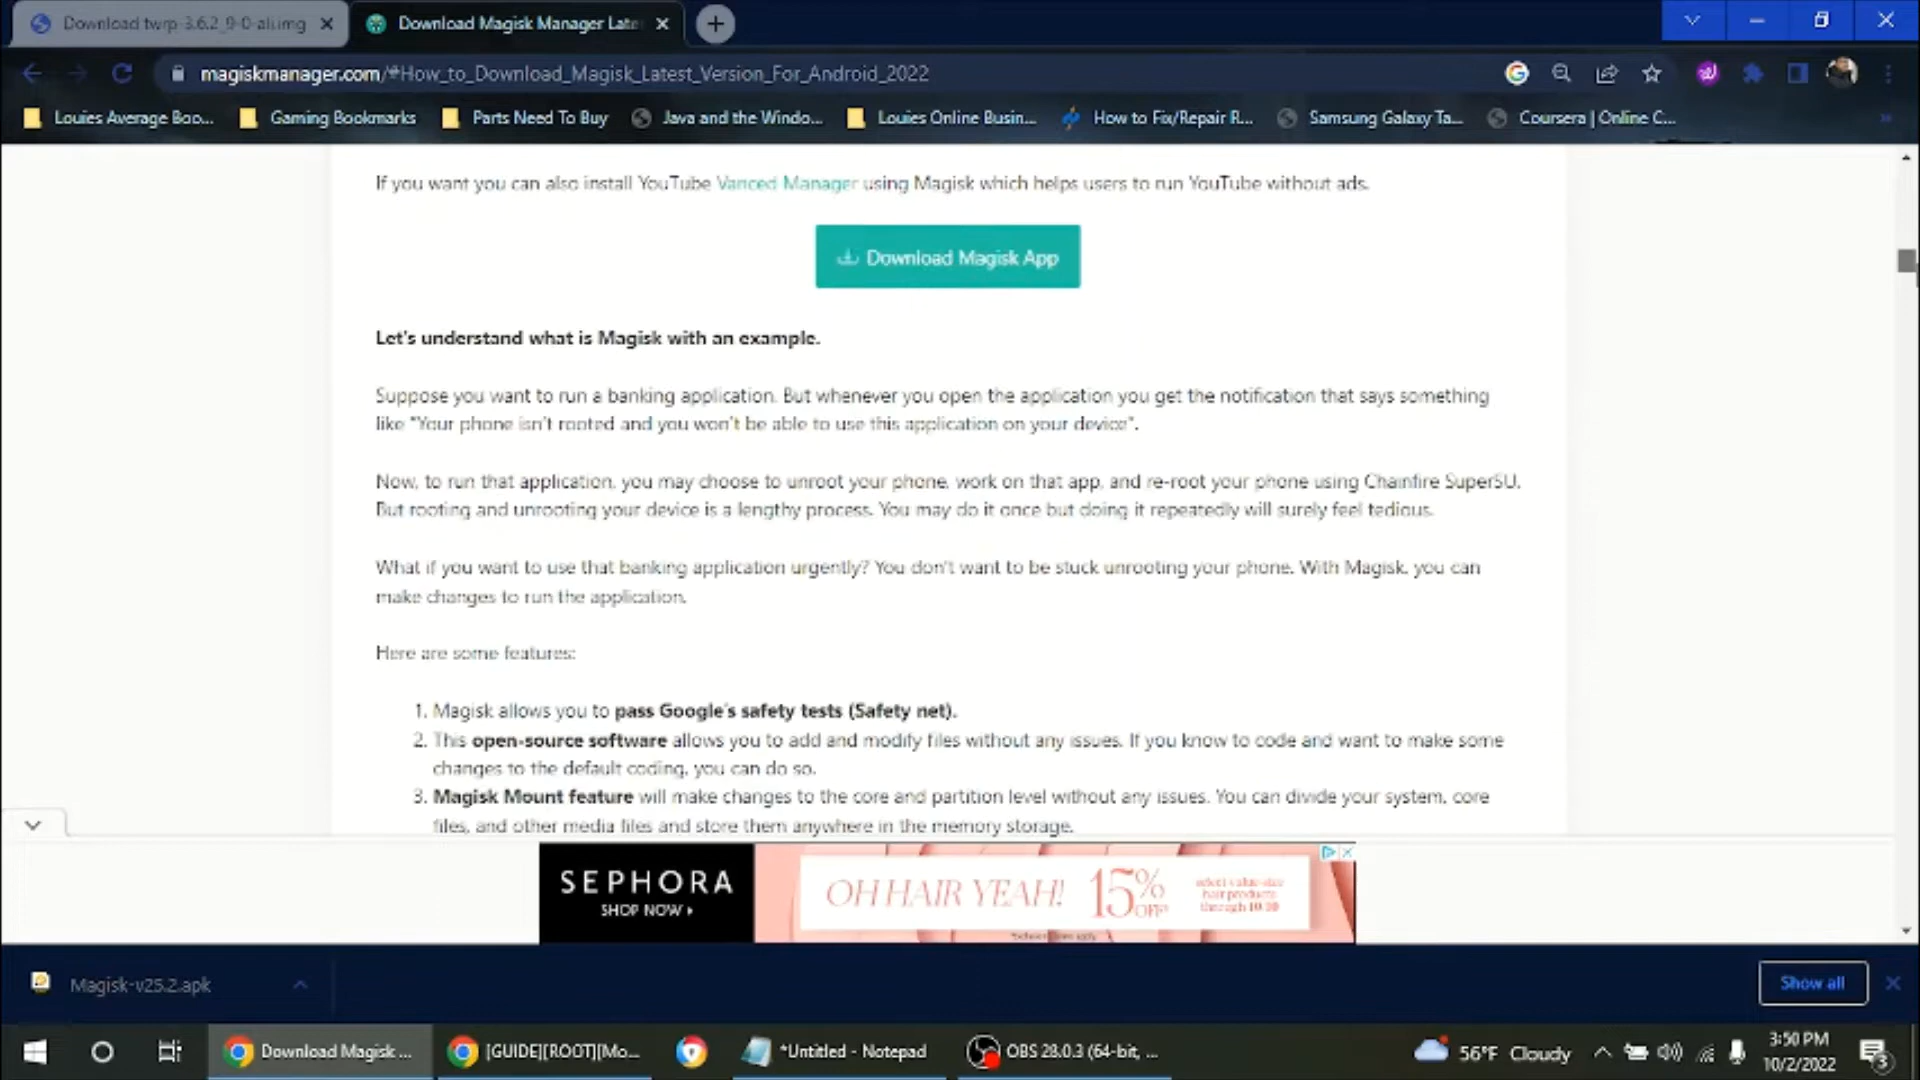 Download twrp-3.6.2_9-0-ali.img
Download Magisk Manager Late
magiskmanager.com/#How_to_Download_Magisk_Latest_Version_For_Android_2022
Louies Average Boo...
Gaming Bookmarks
Parts Need To Buy
Java and the Windo...
Louies Online Busin...
How to Fix/Repair R...
Samsung Galaxy Ta...
Coursera | Online C...
If you want you can also install YouTube Vanced Manager using Magisk which helps users to run YouTube without ads.
Download Magisk App
Let's understand what is Magisk with an example.
Suppose you want to run a banking application. But whenever you open the application you get the notification that says something
like "Your phone isn't rooted and you won't be able to use this application on your device".
Now, to run that application, you may choose to unroot your phone, work on that app, and re-root your phone using Chainfire SuperSU.
But rooting and unrooting your device is a lengthy process. You may do it once but doing it repeatedly will surely feel tedious.
What if you want to use that banking application urgently? You don't want to be stuck unrooting your phone. With Magisk, you can
make changes to run the application.
Here are some features:
1. Magisk allows you to pass Google's safety tests (Safety net).
2. This open-source software allows you to add and modify files without any issues. If you know to code and want to make some
changes to the default coding, you can do so.
3. Magisk Mount feature will make changes to the core and partition level without any issues. You can divide your system, core
files, and other media files and store them anywhere in the memory storage.
SEPHORA
SHOP NOW
OH HAIR YEAH!
15% OFF*
select value-size
hair products
through 10.10
Magisk-v25.2.apk
Show all
Download Magisk ...
[GUIDE][ROOT][Mo...
*Untitled - Notepad
OBS 28.0.3 (64-bit, ...
56°F Cloudy
3:50 PM
10/2/2022
3